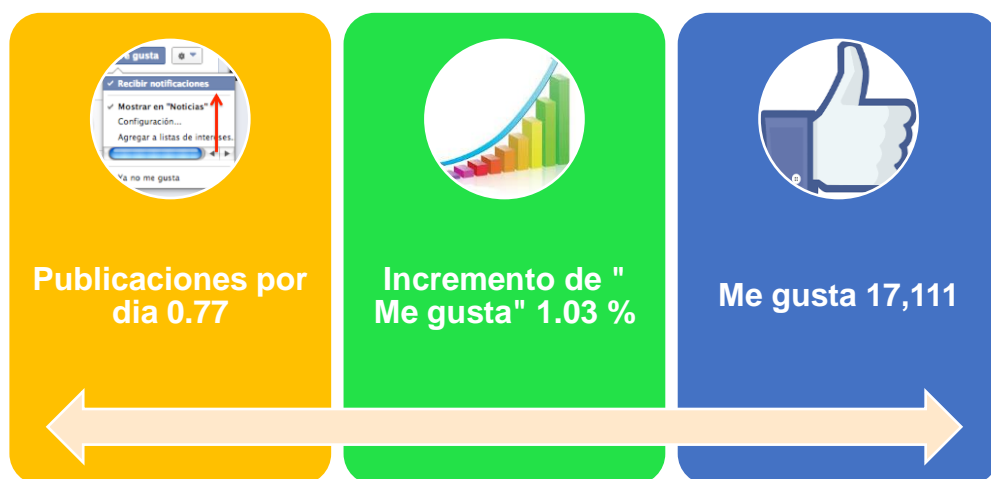 Me gusta
✓ Recibir notificaciones
✓ Mostrar en "Noticias"
Configuración...
Agregar a listas de intereses.
Ya no me gusta
Publicaciones por
dia 0.77
Incremento de "
Me gusta" 1.03 %
Me gusta 17,111